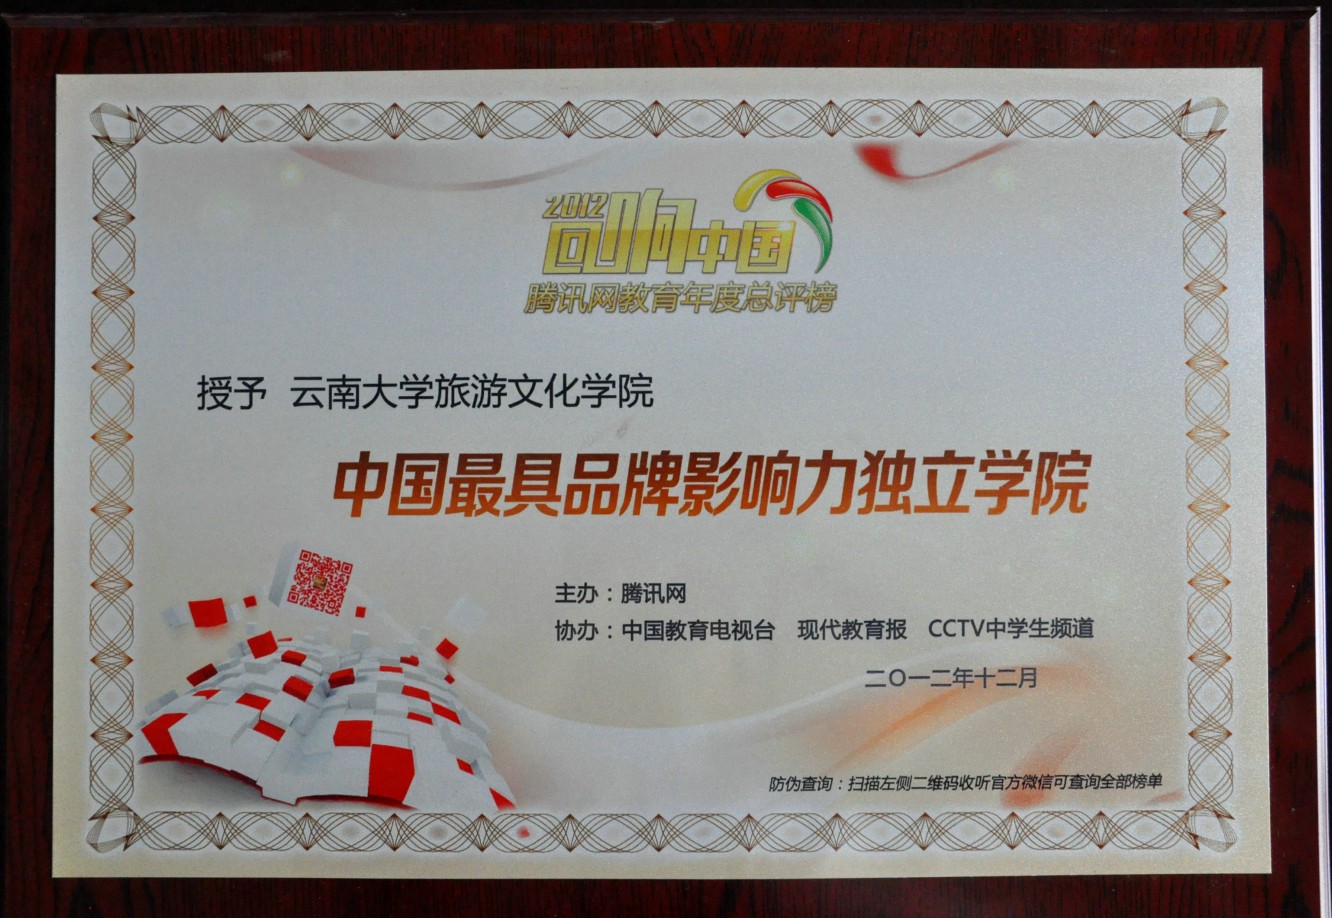 2012
回响中国
腾讯网教育年度总评榜
授予 云南大学旅游文化学院
中国最具品牌影响力独立学院
主办：腾讯网
协办：中国教育电视台 现代教育报 CCTV中学生频道
二〇一二年十二月
防伪查询：扫描左侧二维码收听官方微信可查询全部榜单